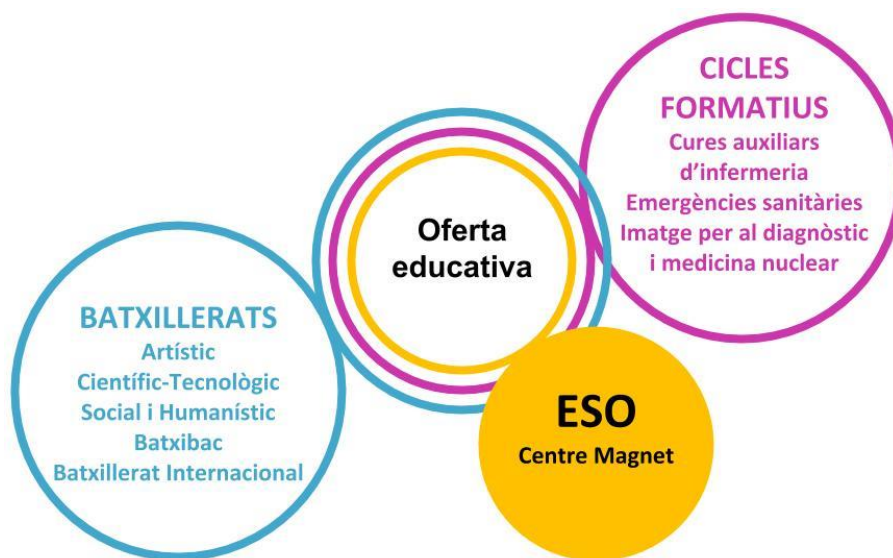 CICLES
FORMATIUS
Cures auxiliars
d’infermeria
Emergències sanitàries
Imatge per al diagnòstic
i medicina nuclear
Oferta
educativa
BATXILLERATS
Artístic
Científic-Tecnològic
Social i Humanístic
Batxibac
Batxillerat Internacional
ESO
Centre Magnet